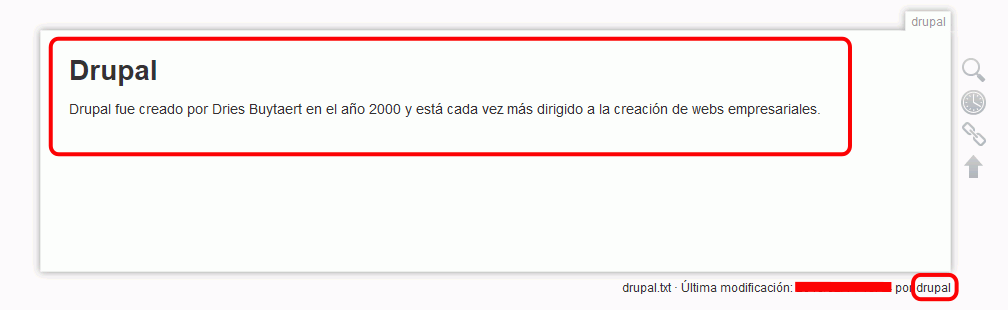 drupal
Drupal
Drupal fue creado por Dries Buytaert en el año 2000 y está cada vez más dirigido a la creación de webs empresariales.
drupal.txt · Última modificación: por drupal